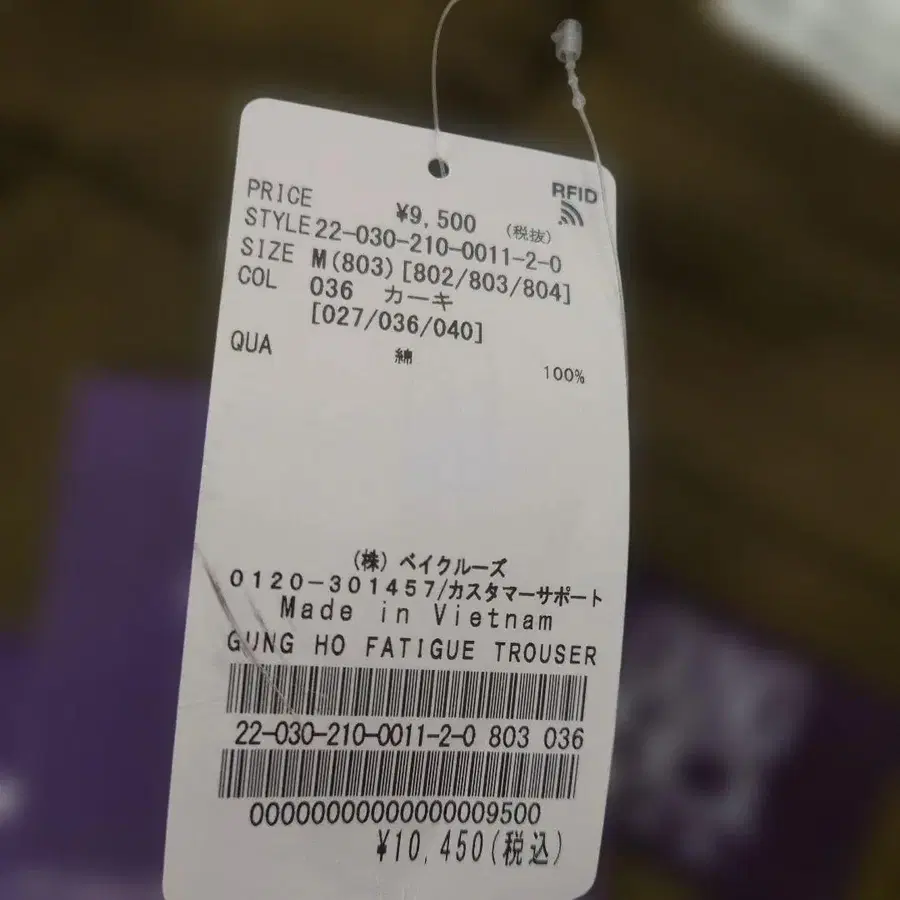 RFID
PRICE ¥9,500 (税抜)
STYLE 22-030-210-0011-2-0
SIZE M(803)[802/803/804]
COL 036 カーキ
[027/036/040]
QUA 綿 100%
(株) ベイクルーズ
0120-301457/カスタマーサポート
Made in Vietnam
GUNG HO FATIGUE TROUSER
22-030-210-0011-2-0 803 036
00000000000000009500
¥10,450(税込)